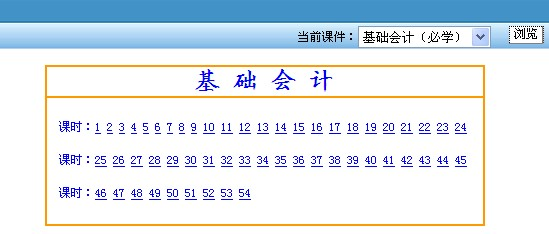 当前课件：基础会计（必学） 浏览
基础会计
课时：1 2 3 4 5 6 7 8 9 10 11 12 13 14 15 16 17 18 19 20 21 22 23 24
课时：25 26 27 28 29 30 31 32 33 34 35 36 37 38 39 40 41 42 43 44 45
课时：46 47 48 49 50 51 52 53 54